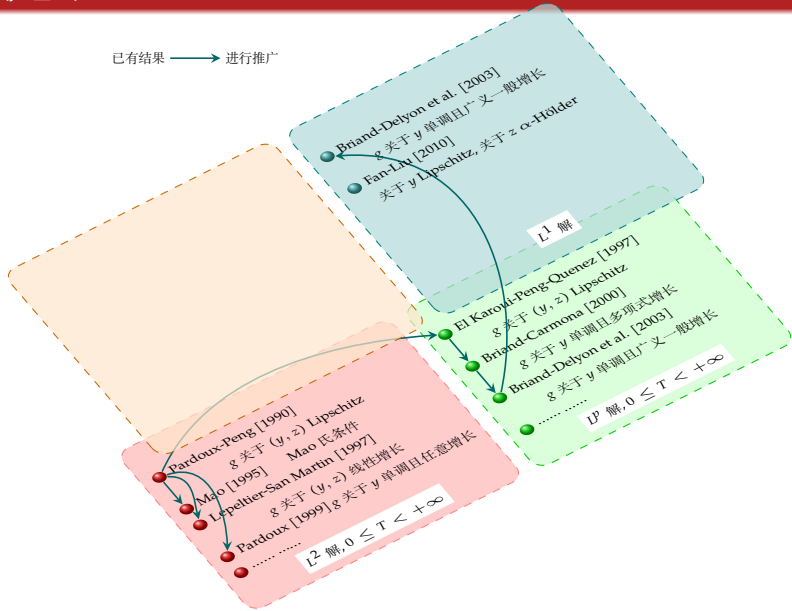 已有结果 进行推广
Briand-Delyon et al. [2003]
g 关于 y 单调且广义一般增长
Fan-Liu [2010]
关于 y Lipschitz, 关于 z α-Hölder
L¹ 解
El Karoui-Peng-Quenez [1997]
g 关于 (y, z) Lipschitz
Briand-Carmona [2000]
g 关于 y 单调且多项式增长
Briand-Delyon et al. [2003]
g 关于 y 单调且广义一般增长
…… ……
Lᵖ 解, 0 ≤ T < +∞
Pardoux-Peng [1990]
g 关于 (y, z) Lipschitz
Mao [1995] Mao 氏条件
Lepeltier-San Martin [1997]
g 关于 (y, z) 线性增长
Pardoux [1999] g 关于 y 单调且任意增长
…… ……
L² 解, 0 ≤ T < +∞